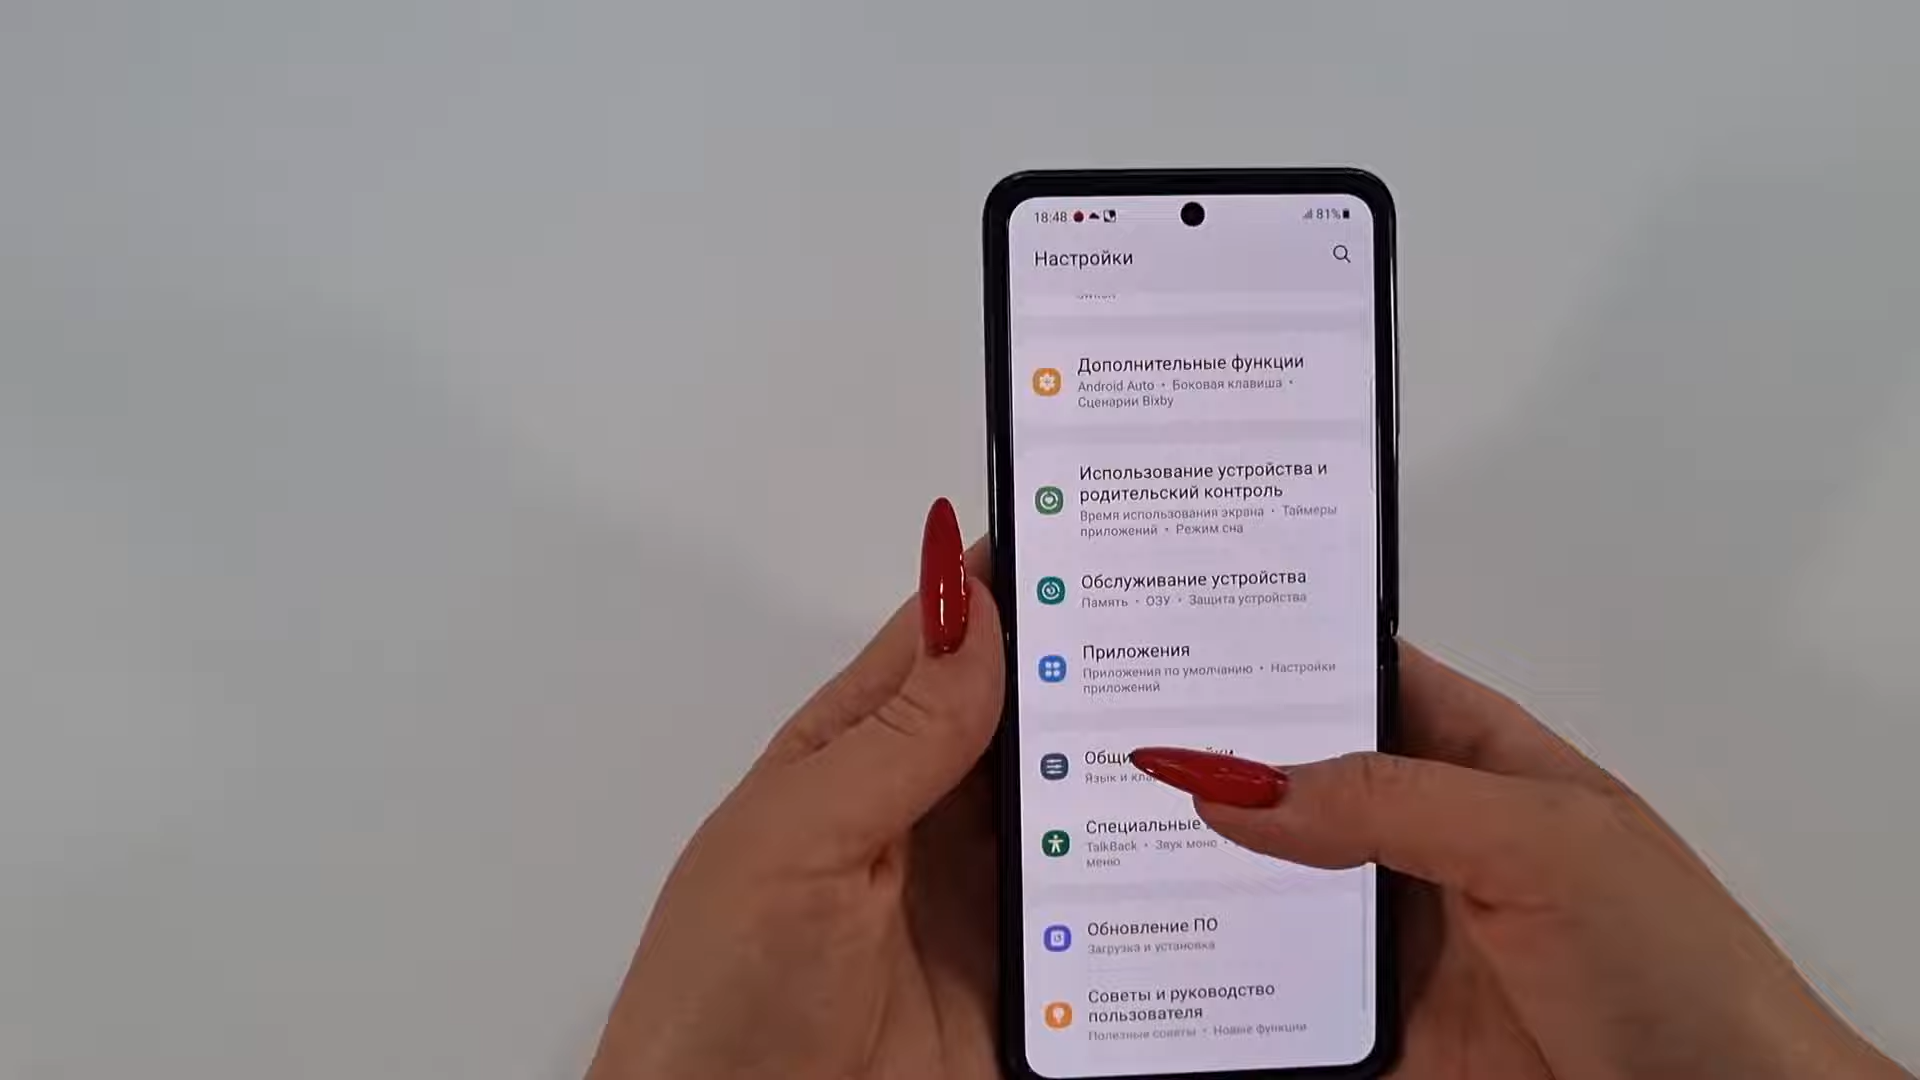 18:48
81%
Настройки
Дополнительные функции
Android Auto • Боковая клавиша •
Сценарии Bixby
Использование устройства и
родительский контроль
Время использования экрана • Таймеры
приложений • Режим сна
Обслуживание устройства
Память • ОЗУ • Защита устройства
Приложения
Приложения по умолчанию • Настройки
приложений
Язык и
Специальные
TalkBack • Звук моно •
меню
Обновление ПО
Загрузка и установка
Советы и руководство
пользователя
Полезные советы • Новые функции